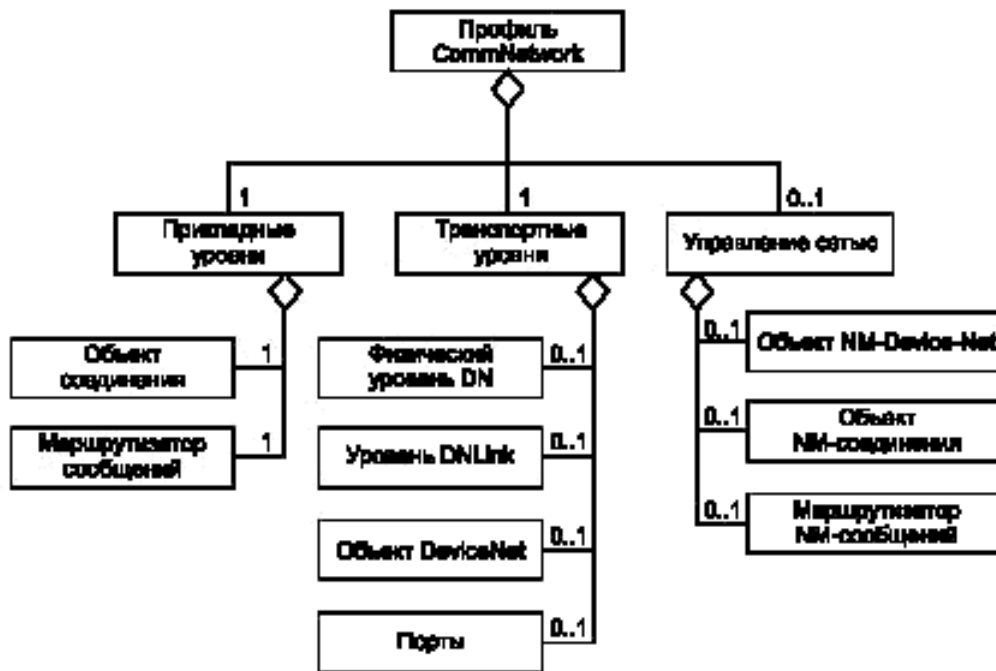 Профиль
CommNetwork
1
1
0..1
Прикладные
уровни
Транспортные
уровни
Управление сетью
Объект
соединения
1
Маршрутизатор
сообщений
1
Физический
уровень DN
0..1
Уровень DNLink
0..1
Объект DeviceNet
0..1
Порты
0..1
0..1
Объект NM-Device-Net
0..1
Объект
NM-соединения
0..1
Маршрутизатор
NM-сообщений